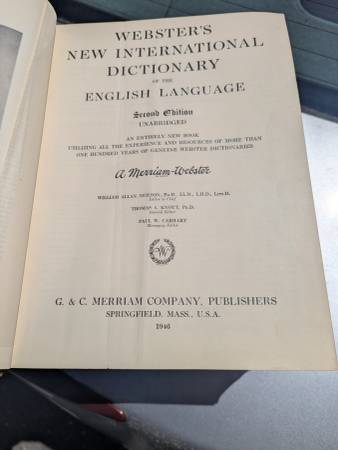 WEBSTER'S
NEW INTERNATIONAL
DICTIONARY
OF THE
ENGLISH LANGUAGE
Second Edition
UNABRIDGED
AN ENTIRELY NEW BOOK
UTILIZING ALL THE EXPERIENCE AND RESOURCES OF MORE THAN
ONE HUNDRED YEARS OF GENUINE WEBSTER DICTIONARIES
A Merriam-Webster
WILLIAM ALLAN NEILSON, Ph.D., LL.D., L.H.D., Litt.D.
Editor in Chief
THOMAS A. KNOTT, Ph.D.
General Editor
PAUL W. CARHART
Managing Editor
G. & C. MERRIAM COMPANY, PUBLISHERS
SPRINGFIELD, MASS., U.S.A.
1946